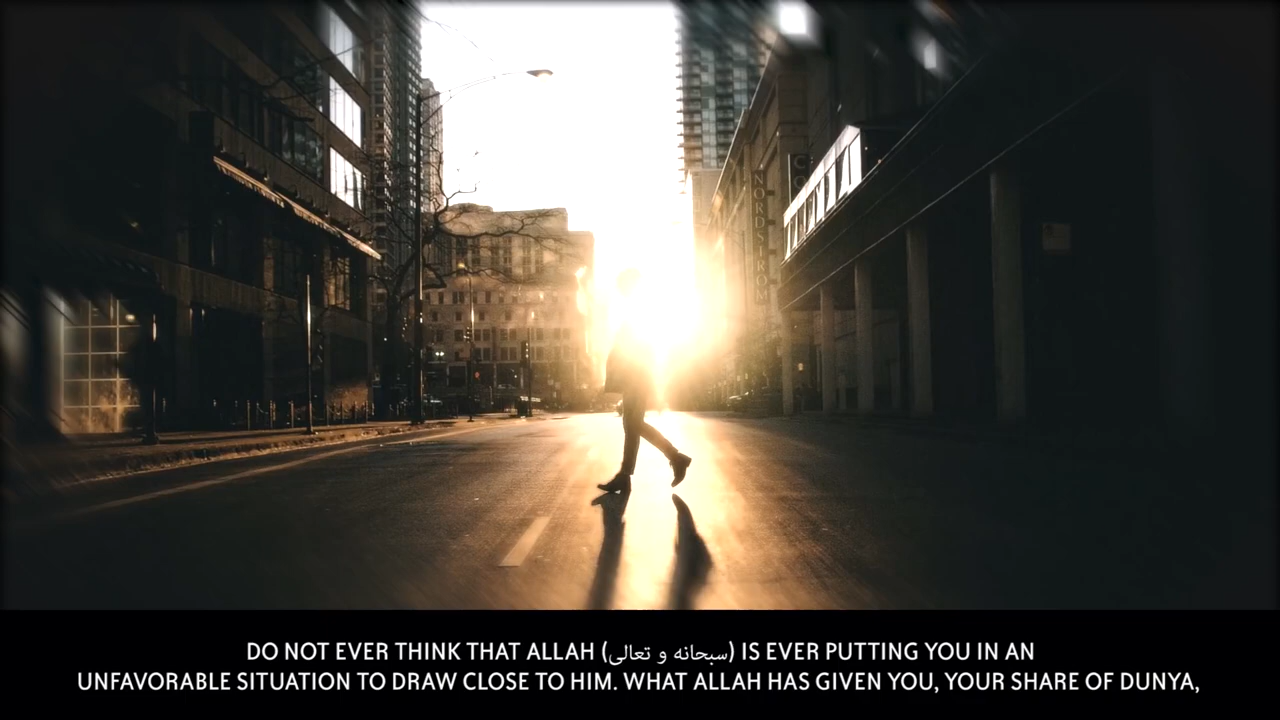 NORDSTROM
DO NOT EVER THINK THAT ALLAH (سبحانه و تعالى) IS EVER PUTTING YOU IN AN
UNFAVORABLE SITUATION TO DRAW CLOSE TO HIM. WHAT ALLAH HAS GIVEN YOU, YOUR SHARE OF DUNYA,